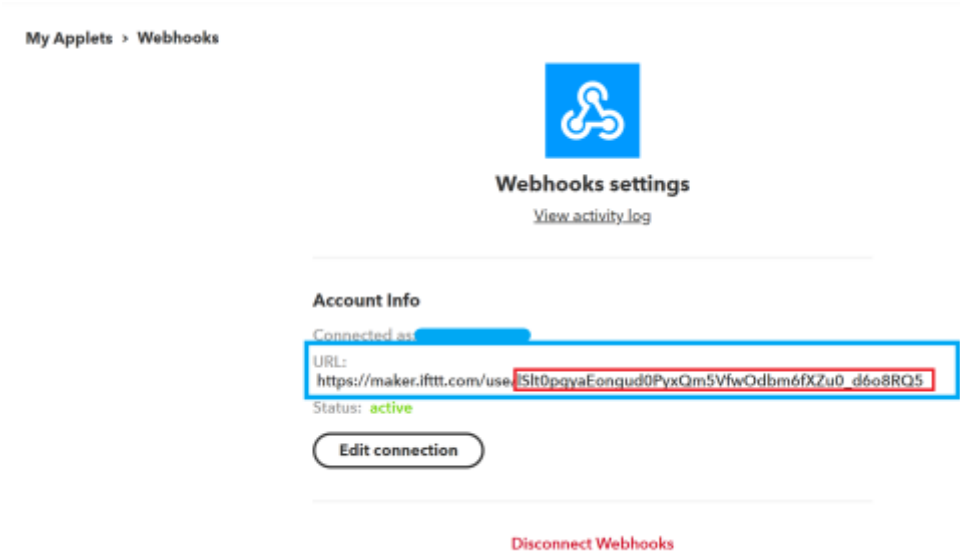 My Applets > Webhooks
Webhooks settings
View activity log
Account Info
Connected as:
URL:
https://maker.ifttt.com/use/lSlt0pgyaEonqud0PyxQm5VfwOdbm6fXZu0_d6o8RQ5
Status: active
Edit connection
Disconnect Webhooks